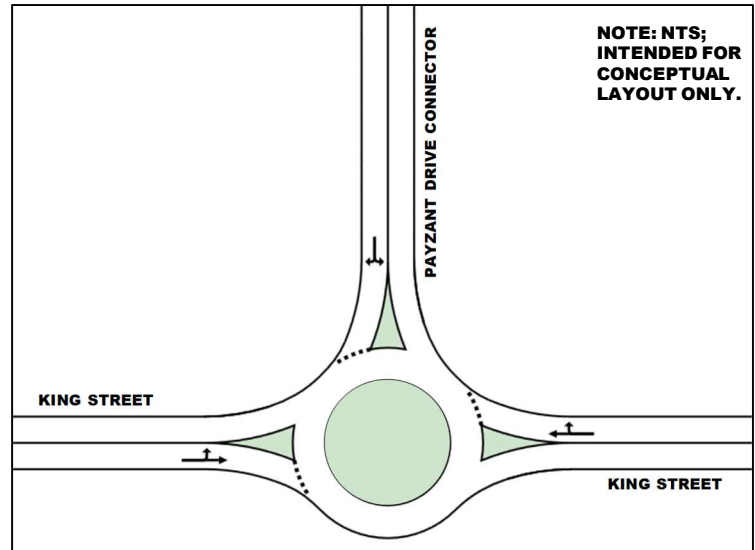 NOTE: NTS;
INTENDED FOR
CONCEPTUAL
LAYOUT ONLY.
PAYZANT DRIVE CONNECTOR
KING STREET
KING STREET